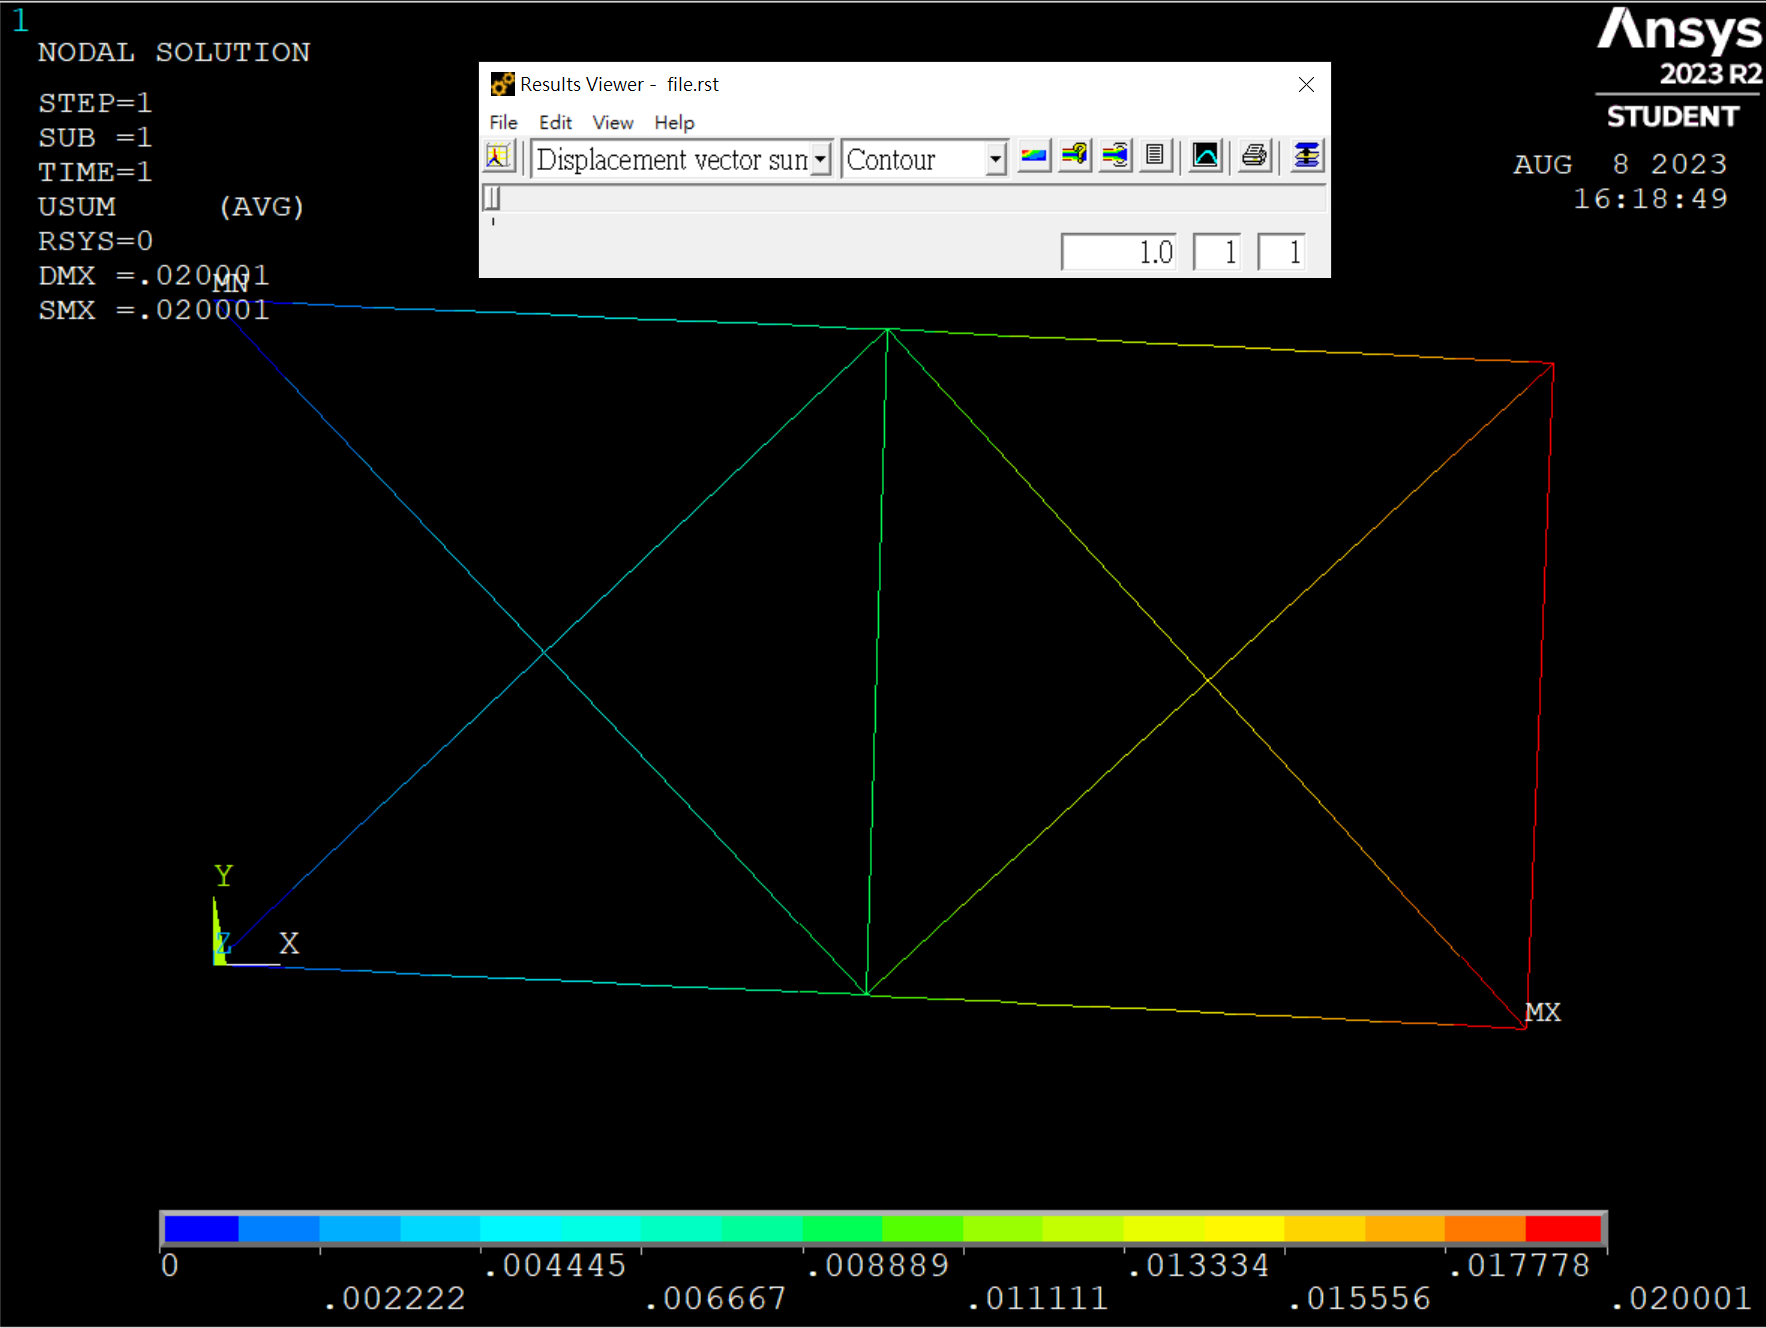 1
NODAL SOLUTION
STEP=1
SUB =1
TIME=1
USUM (AVG)
RSYS=0
DMX =.020001
SMX =.020001
MN
Results Viewer - file.rst
File Edit View Help
Displacement vector sum
Contour
1.0 1 1
Ansys
2023 R2
STUDENT
AUG 8 2023
16:18:49
Y
Z X
MX
0 .004445 .008889 .013334 .017778
.002222 .006667 .011111 .015556 .020001